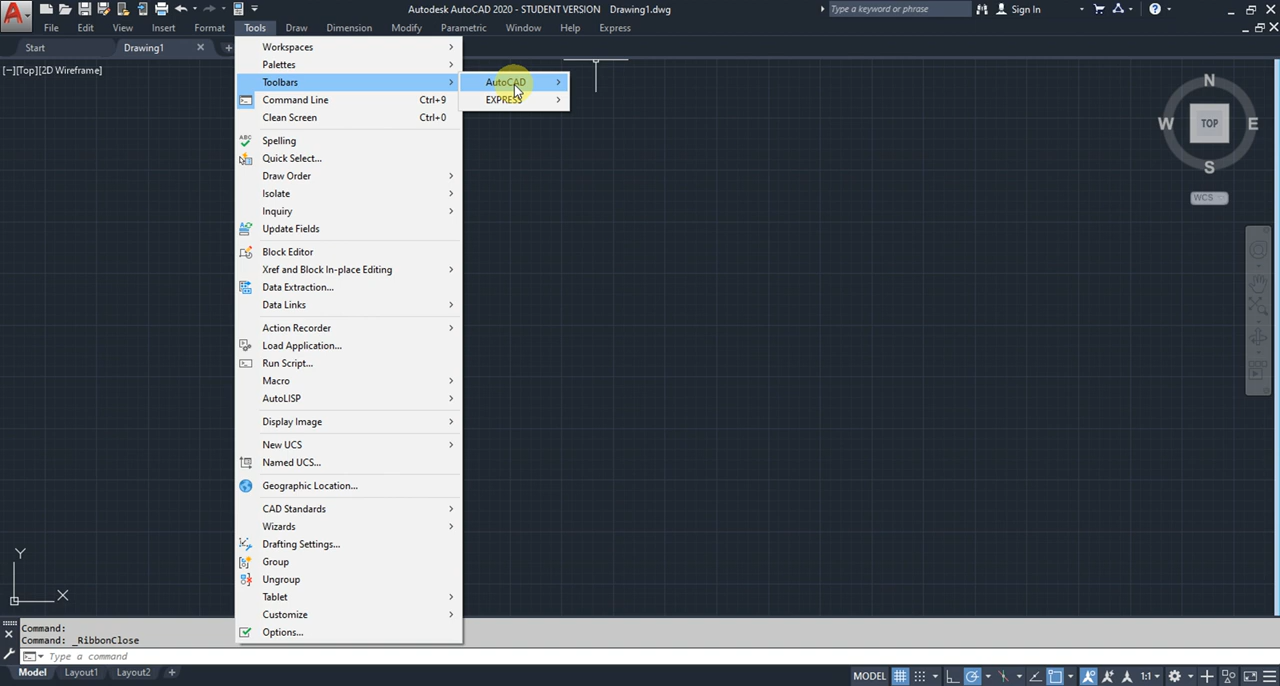 Autodesk AutoCAD 2020 - STUDENT VERSION Drawing1.dwg
Type a keyword or phrase
Sign In
File Edit View Insert Format Tools Draw Dimension Modify Parametric Window Help Express
Start
Drawing1
[−][Top][2D Wireframe]
Workspaces
Palettes
Toolbars
AutoCAD
EXPRESS
Command Line Ctrl+9
Clean Screen Ctrl+0
Spelling
Quick Select...
Draw Order
Isolate
Inquiry
Update Fields
Block Editor
Xref and Block In-place Editing
Data Extraction...
Data Links
Action Recorder
Load Application...
Run Script...
Macro
AutoLISP
Display Image
New UCS
Named UCS...
Geographic Location...
CAD Standards
Wizards
Drafting Settings...
Group
Ungroup
Tablet
Customize
Options...
N
W TOP E
S
WCS
Y
X
Command:
Command: _RibbonClose
Type a command
Model Layout1 Layout2
MODEL
1:1